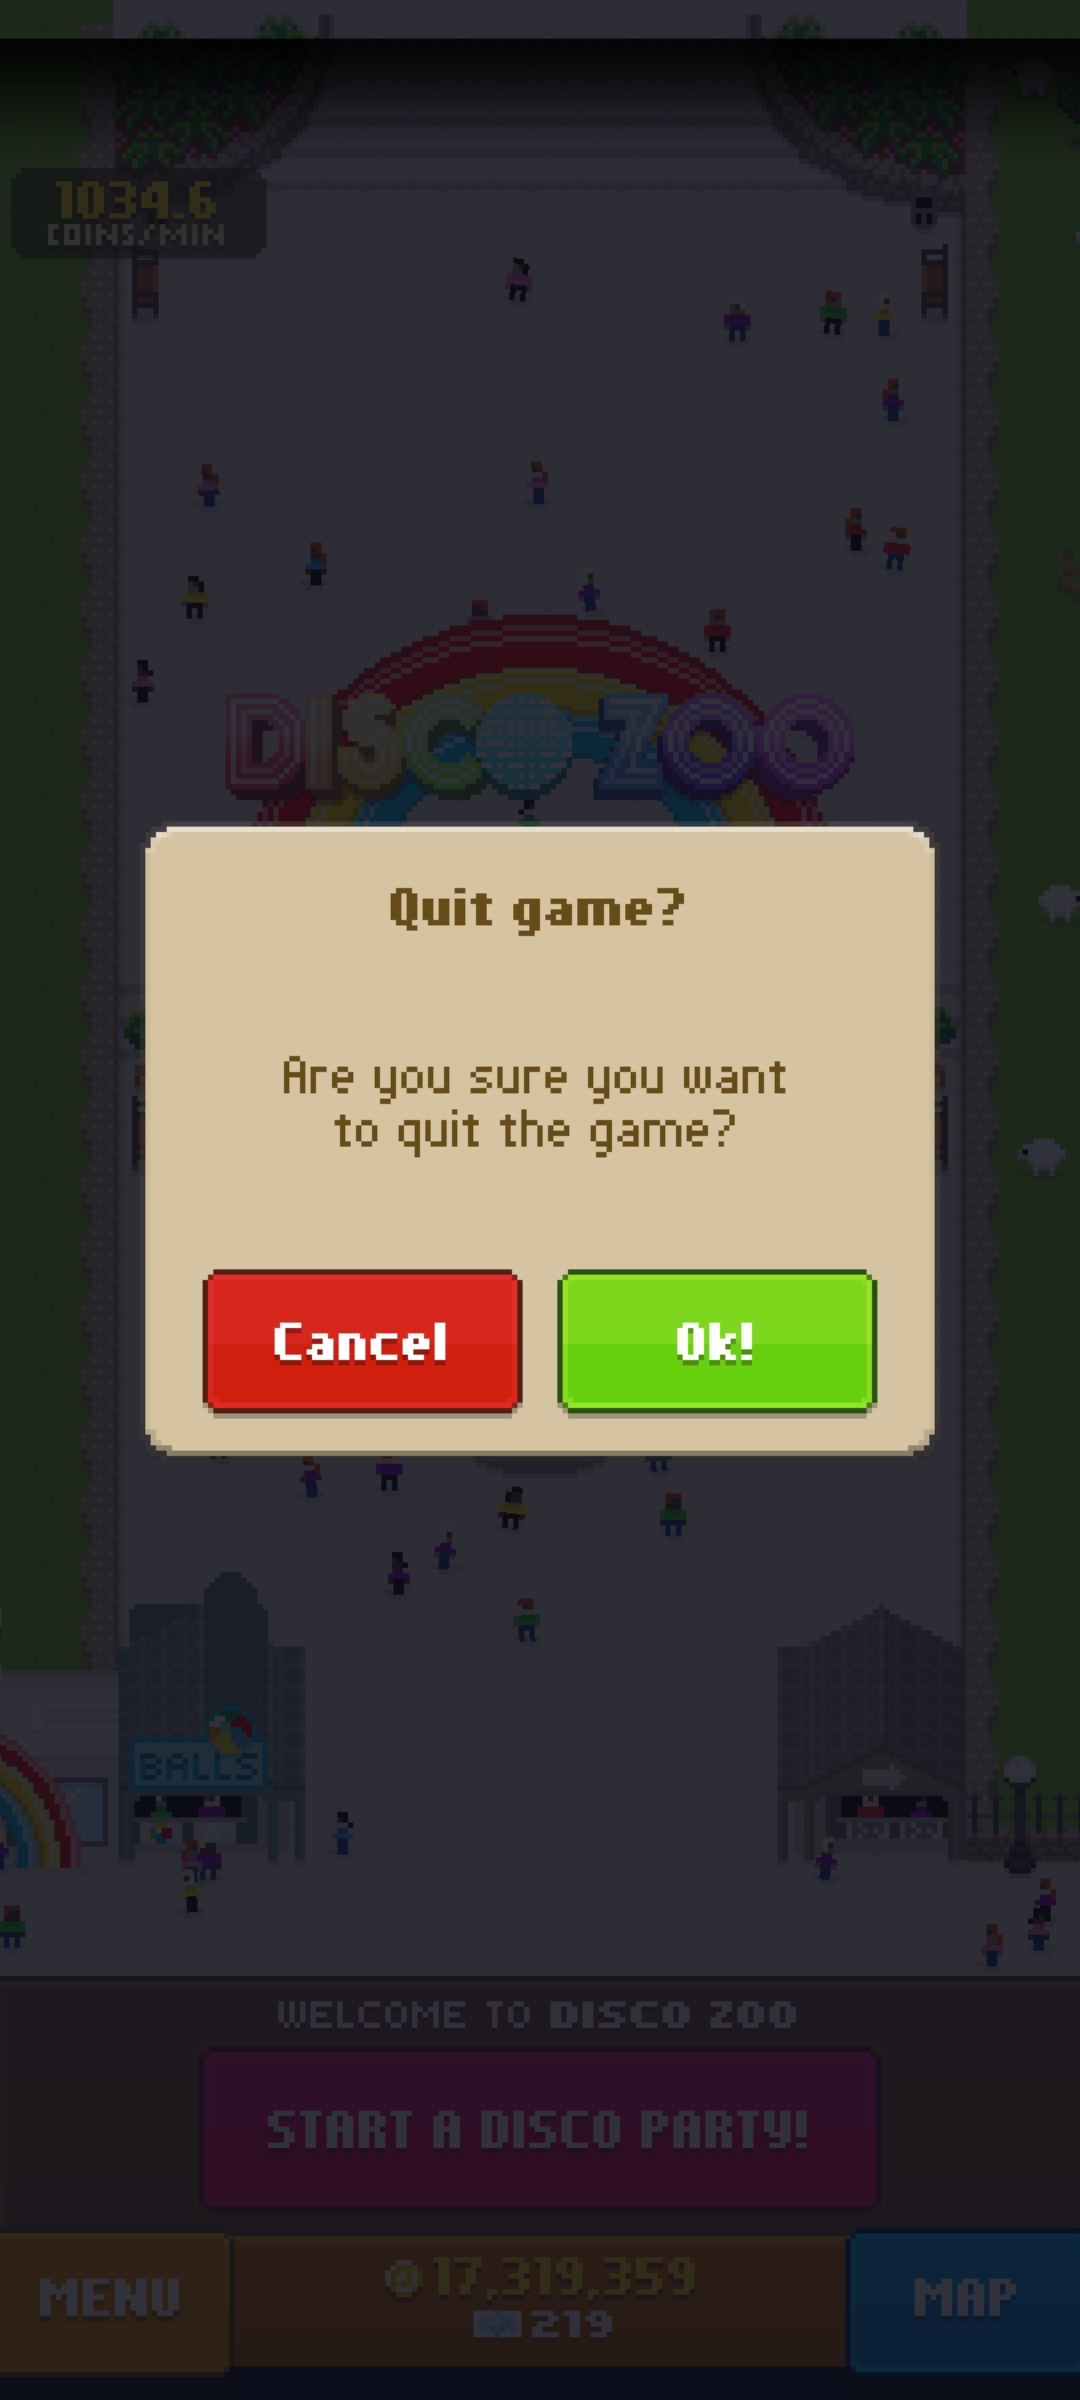 1034.6
COINS/MIN
DISCO ZOO
Quit game?
Are you sure you want
to quit the game?
Cancel
Ok!
BALLS
WELCOME TO DISCO ZOO
START A DISCO PARTY!
MENU
17,319,359
219
MAP